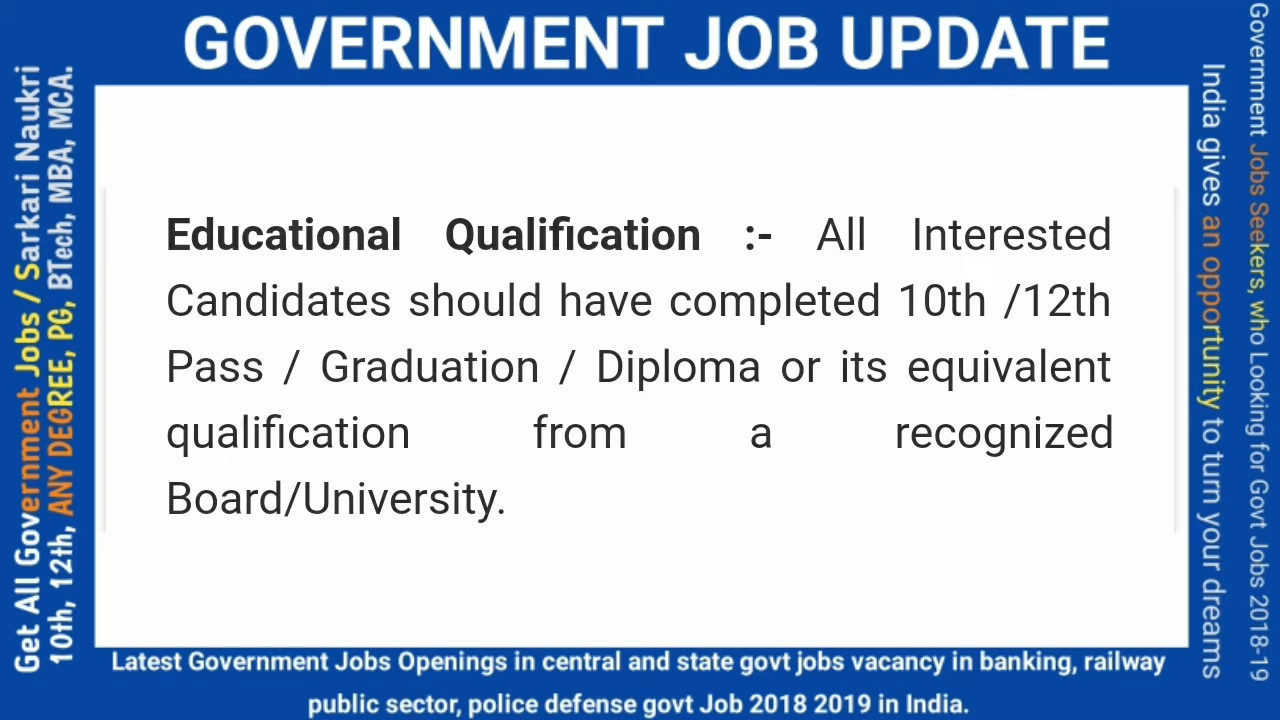 GOVERNMENT JOB UPDATE
Get All Government Jobs / Sarkari Naukri
10th, 12th, ANY DEGREE, PG, BTech, MBA, MCA.
Educational Qualification :- All Interested
Candidates should have completed 10th /12th
Pass / Graduation / Diploma or its equivalent
qualification from a recognized
Board/University.
Government Jobs Seekers, who Looking for Govt Jobs 2018-19
India gives an opportunity to turn your dreams
Latest Government Jobs Openings in central and state govt jobs vacancy in banking, railway
public sector, police defense govt Job 2018 2019 in India.